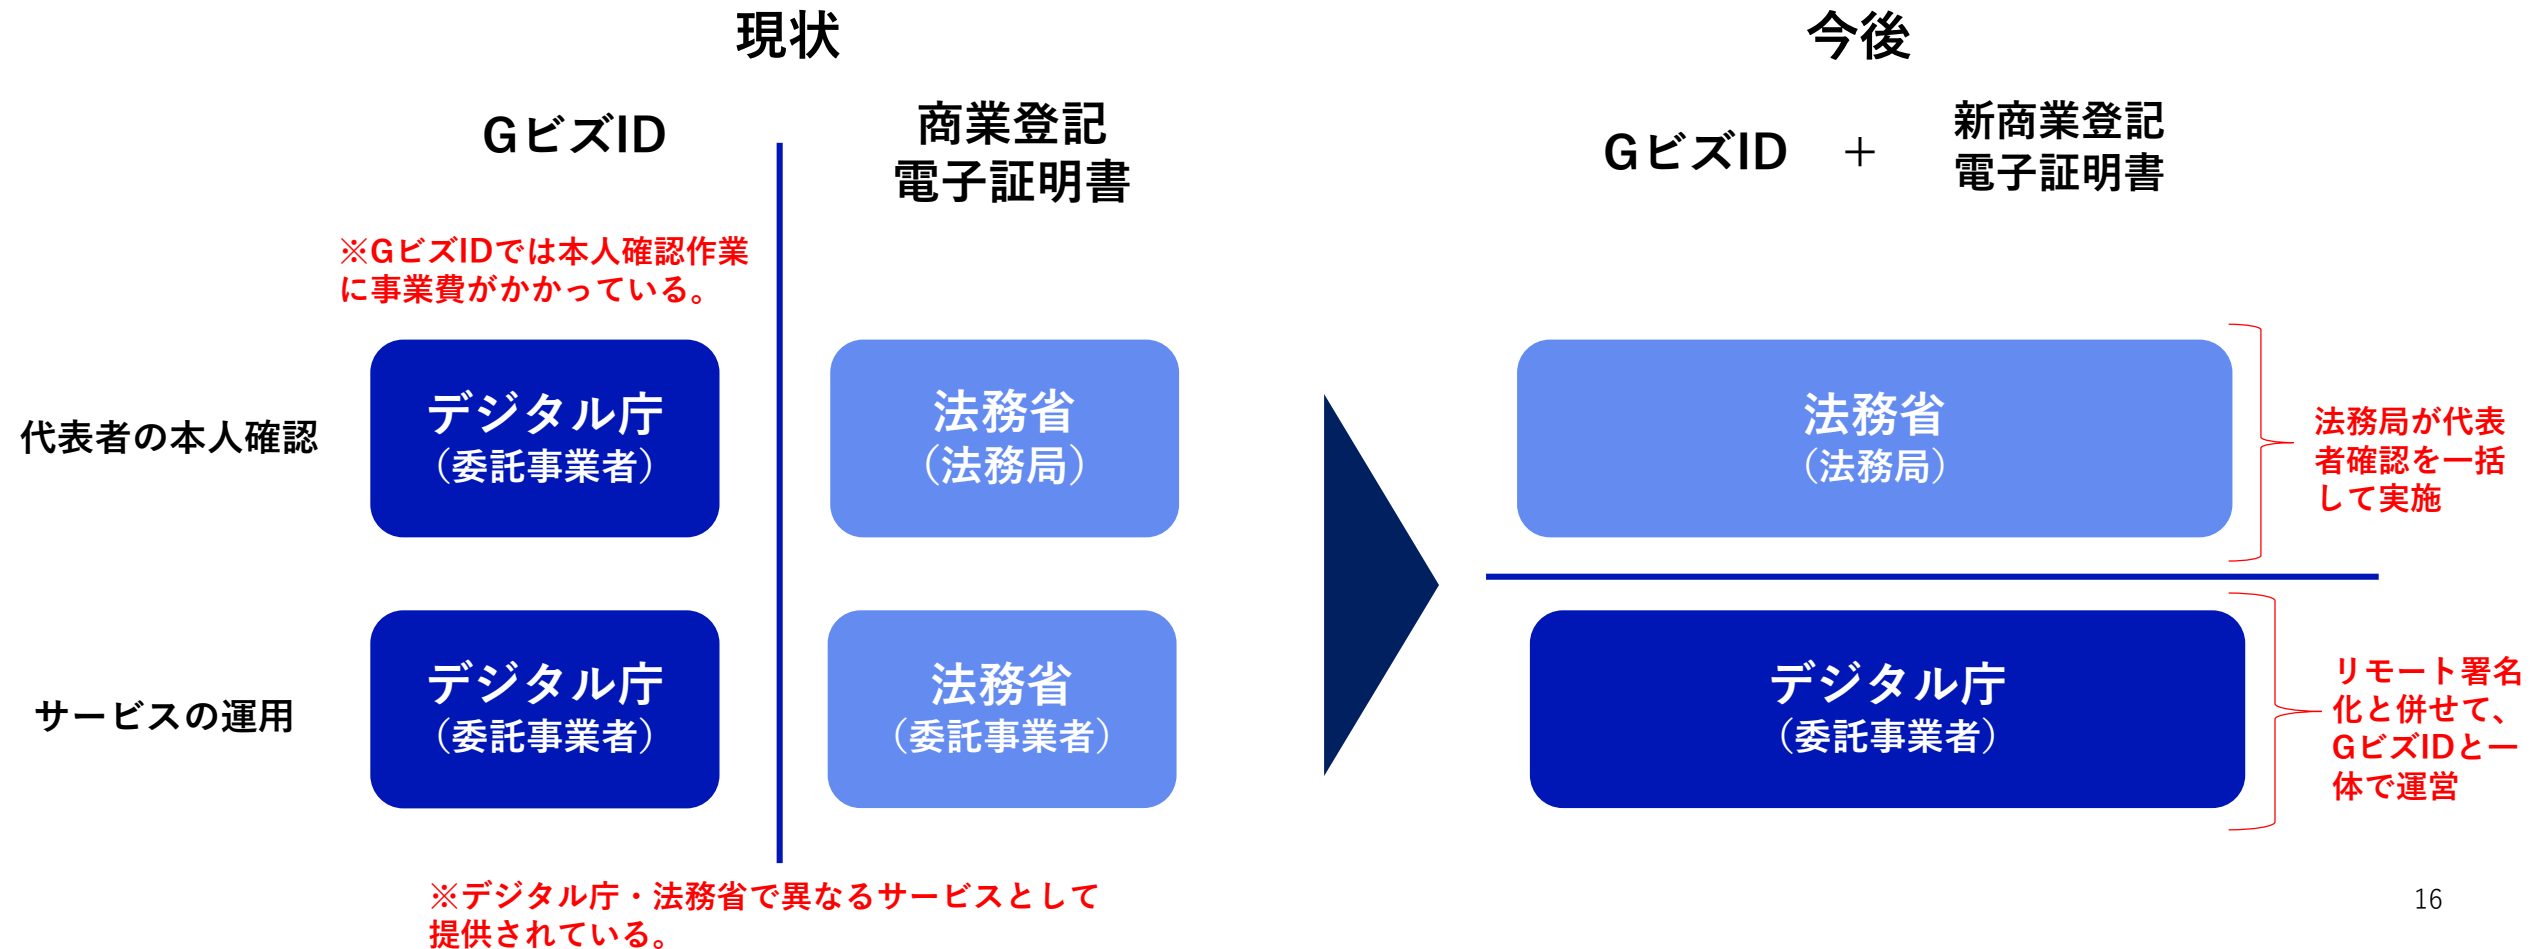 現状
今後
GビズID
商業登記
電子証明書
GビズID ＋ 新商業登記
電子証明書
※GビズIDでは本人確認作業
に事業費がかかっている。
代表者の本人確認
デジタル庁
（委託事業者）
法務省
（法務局）
法務省
（法務局）
法務局が代表
者確認を一括
して実施
サービスの運用
デジタル庁
（委託事業者）
法務省
（委託事業者）
デジタル庁
（委託事業者）
リモート署名
化と併せて、
GビズIDと一
体で運営
※デジタル庁・法務省で異なるサービスとして
提供されている。
16